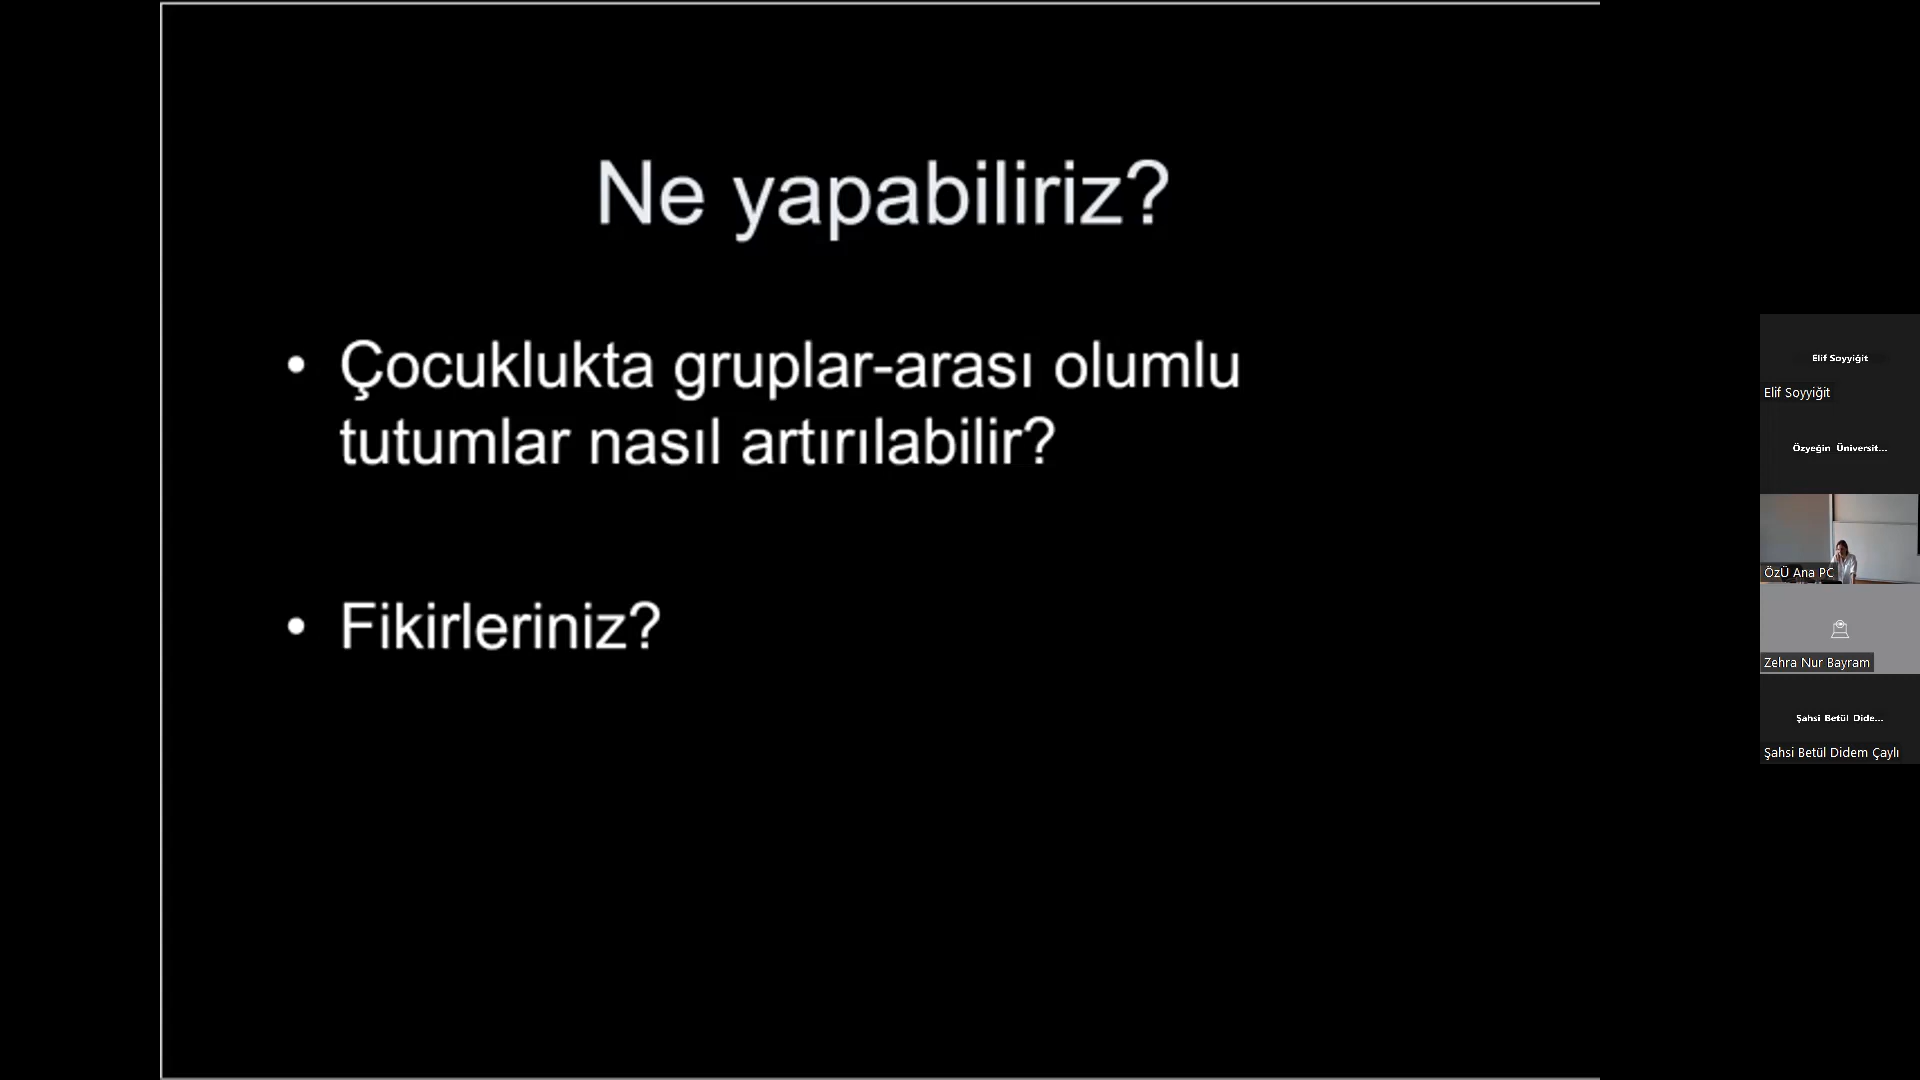 Ne yapabiliriz?
• Çocuklukta gruplar-arası olumlu
tutumlar nasıl artırılabilir?
• Fikirleriniz?
Elif Soyyiğit
Elif Soyyiğit
Özyeğin Üniversit...
ÖzÜ Ana PC
Zehra Nur Bayram
Şahsi Betül Dide...
Şahsi Betül Didem Çaylı